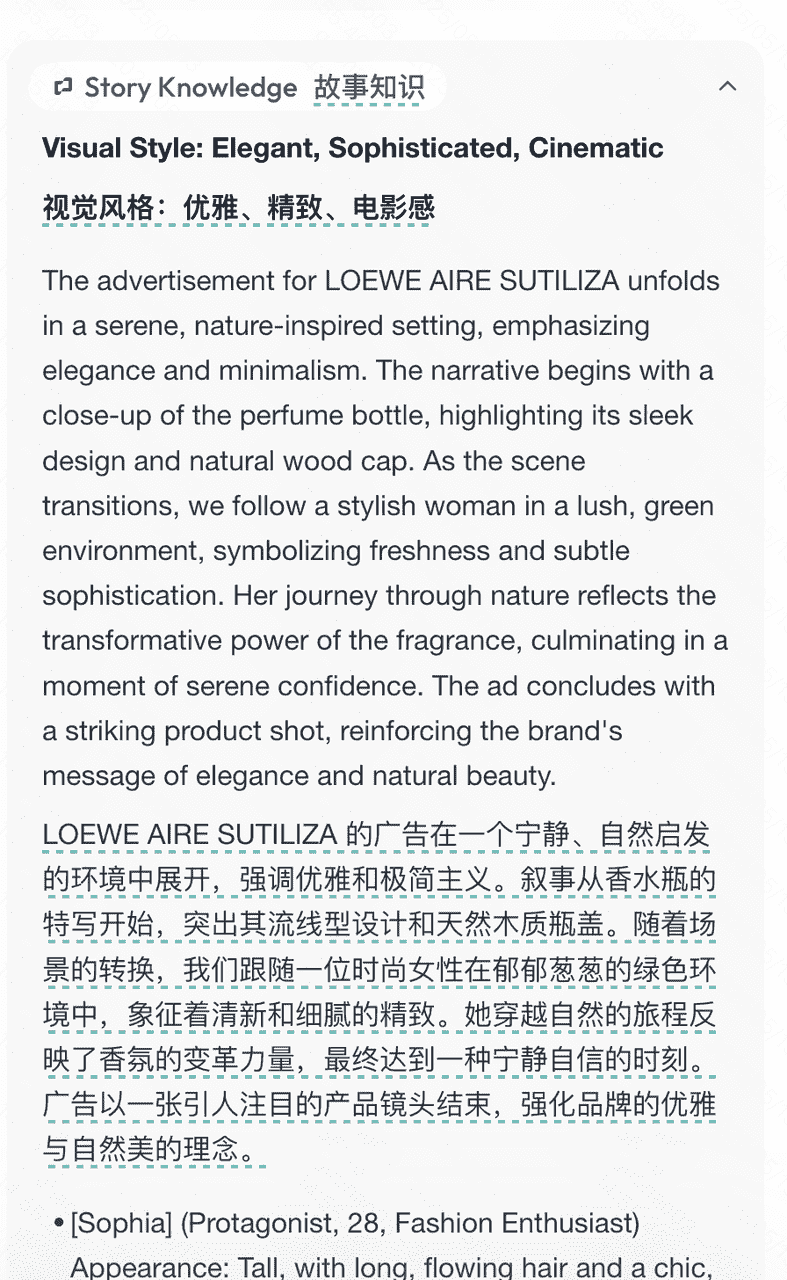 Story Knowledge 故事知识
Visual Style: Elegant, Sophisticated, Cinematic
视觉风格：优雅、精致、电影感
The advertisement for LOEWE AIRE SUTILIZA unfolds
in a serene, nature-inspired setting, emphasizing
elegance and minimalism. The narrative begins with a
close-up of the perfume bottle, highlighting its sleek
design and natural wood cap. As the scene
transitions, we follow a stylish woman in a lush, green
environment, symbolizing freshness and subtle
sophistication. Her journey through nature reflects the
transformative power of the fragrance, culminating in a
moment of serene confidence. The ad concludes with
a striking product shot, reinforcing the brand's
message of elegance and natural beauty.
LOEWE AIRE SUTILIZA 的广告在一个宁静、自然启发
的环境中展开，强调优雅和极简主义。叙事从香水瓶的
特写开始，突出其流线型设计和天然木质瓶盖。随着场
景的转换，我们跟随一位时尚女性在郁郁葱葱的绿色环
境中，象征着清新和细腻的精致。她穿越自然的旅程反
映了香氛的变革力量，最终达到一种宁静自信的时刻。
广告以一张引人注目的产品镜头结束，强化品牌的优雅
与自然美的理念。
• [Sophia] (Protagonist, 28, Fashion Enthusiast)
Appearance: Tall, with long, flowing hair and a chic,